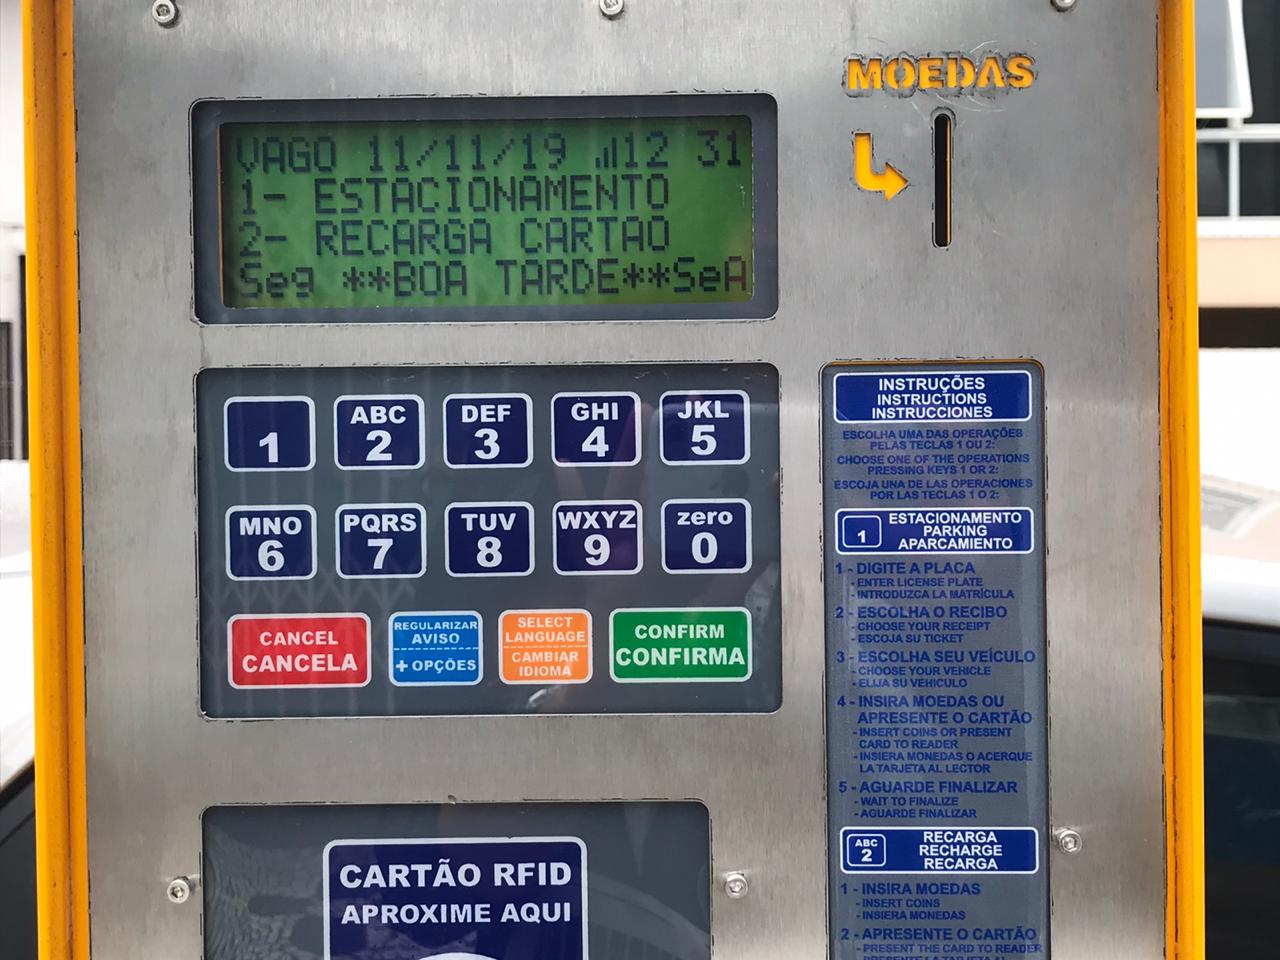 MOEDAS
VAGO 11/11/19 12 31
1- ESTACIONAMENTO
2- RECARGA CARTAO
Seg **BOA TARDE**SeA
1
ABC
2
DEF
3
GHI
4
JKL
5
MNO
6
PQRS
7
TUV
8
WXYZ
9
zero
0
CANCEL
CANCELA
REGULARIZAR
AVISO
+ OPÇÕES
SELECT
LANGUAGE
CAMBIAR
IDIOMA
CONFIRM
CONFIRMA
CARTÃO RFID
APROXIME AQUI
INSTRUÇÕES
INSTRUCTIONS
INSTRUCCIONES
ESCOLHA UMA DAS OPERAÇÕES
PELAS TECLAS 1 OU 2:
CHOOSE ONE OF THE OPERATIONS
PRESSING KEYS 1 OR 2:
ESCOJA UNA DE LAS OPERACIONES
POR LAS TECLAS 1 O 2:
1
ESTACIONAMENTO
PARKING
APARCAMIENTO
1 - DIGITE A PLACA
- ENTER LICENSE PLATE
- INTRODUZCA LA MATRÍCULA
2 - ESCOLHA O RECIBO
- CHOOSE YOUR RECEIPT
- ESCOJA SU TICKET
3 - ESCOLHA SEU VEÍCULO
- CHOOSE YOUR VEHICLE
- ELIJA SU VEHICULO
4 - INSIRA MOEDAS OU
APRESENTE O CARTÃO
- INSERT COINS OR PRESENT
CARD TO READER
- INSIERA MONEDAS O ACERQUE
LA TARJETA AL LECTOR
5 - AGUARDE FINALIZAR
- WAIT TO FINALIZE
- AGUARDE FINALIZAR
ABC
2
RECARGA
RECHARGE
RECARGA
1 - INSIRA MOEDAS
- INSERT COINS
- INSIERA MONEDAS
2 - APRESENTE O CARTÃO
- PRESENT THE CARD TO READER
- PRESENTE LA TARJETA AL